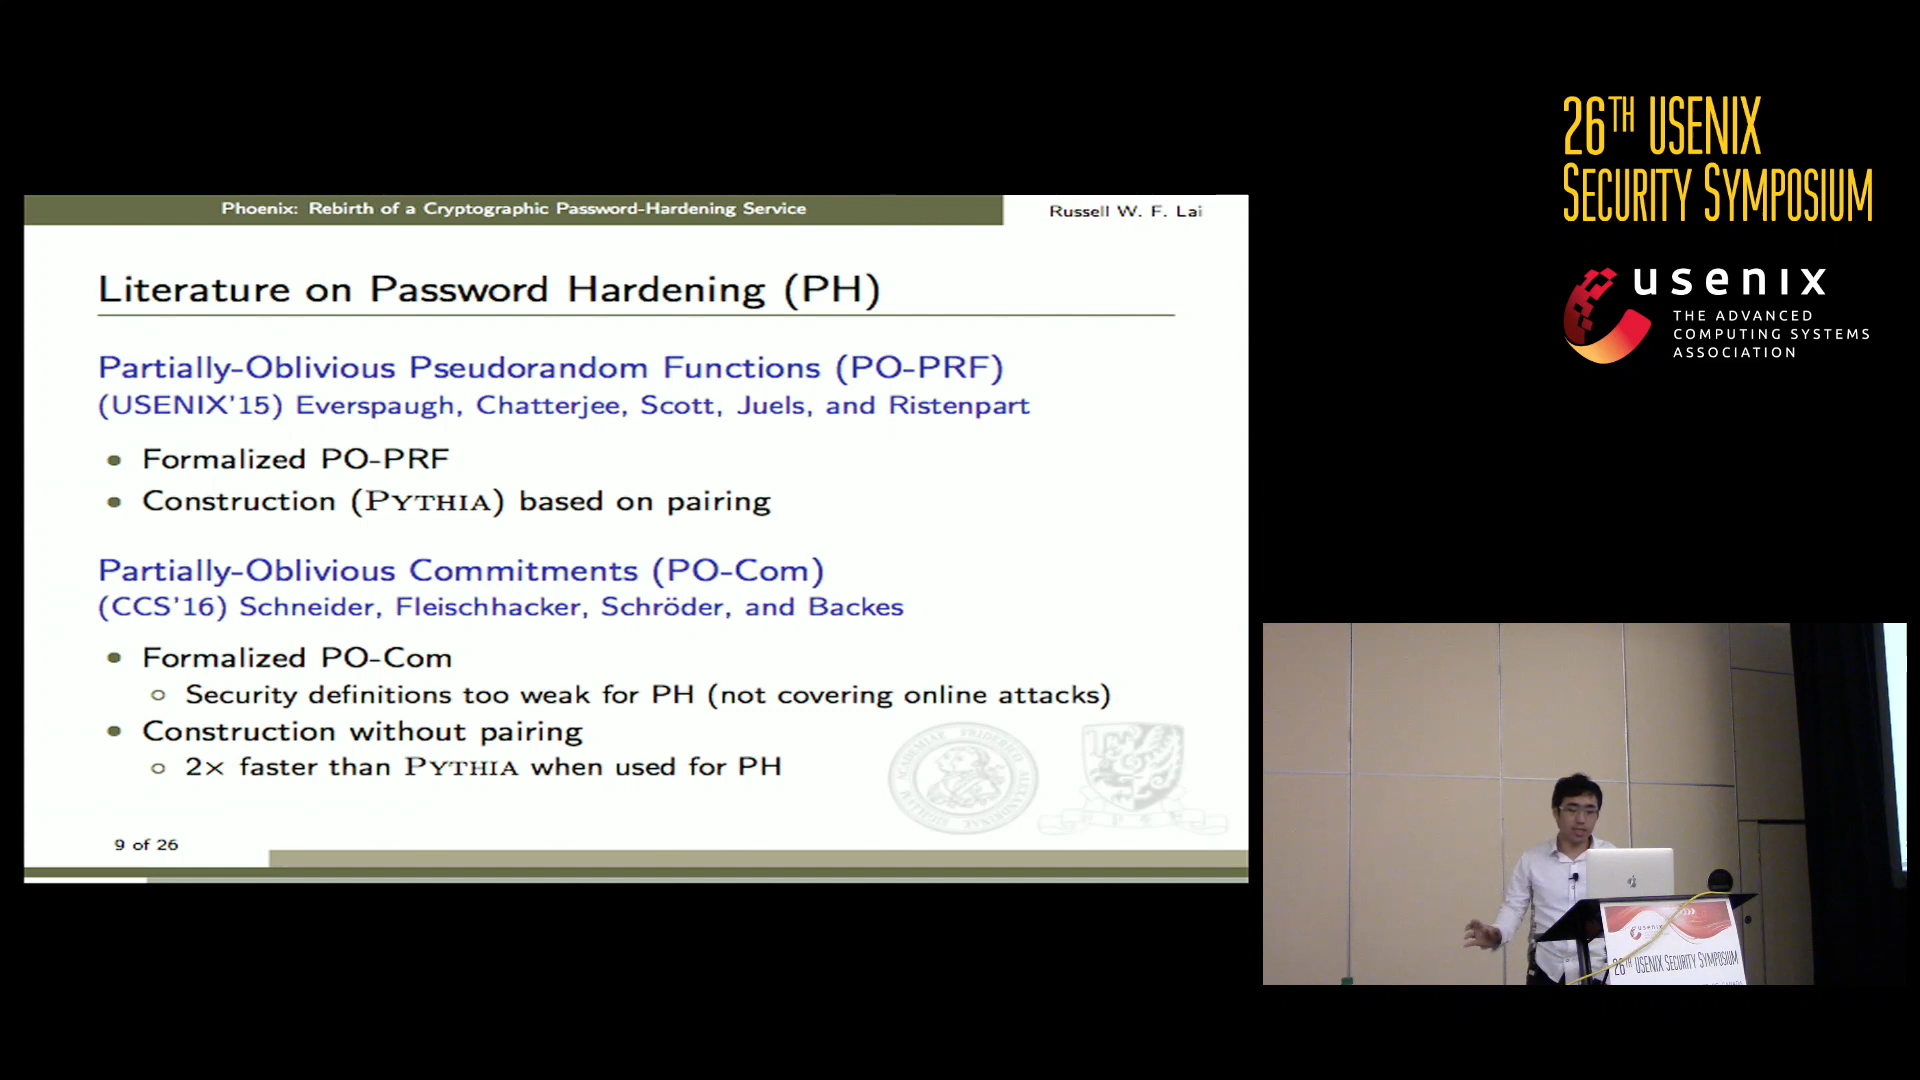 26TH USENIX
SECURITY SYMPOSIUM
usenix
THE ADVANCED
COMPUTING SYSTEMS
ASSOCIATION
Phoenix: Rebirth of a Cryptographic Password-Hardening Service
Russell W. F. Lai
Literature on Password Hardening (PH)
Partially-Oblivious Pseudorandom Functions (PO-PRF)
(USENIX'15) Everspaugh, Chatterjee, Scott, Juels, and Ristenpart
• Formalized PO-PRF
• Construction (PYTHIA) based on pairing
Partially-Oblivious Commitments (PO-Com)
(CCS'16) Schneider, Fleischhacker, Schröder, and Backes
• Formalized PO-Com
○ Security definitions too weak for PH (not covering online attacks)
• Construction without pairing
○ 2× faster than PYTHIA when used for PH
9 of 26
usenix
26TH USENIX SECURITY SYMPOSIUM